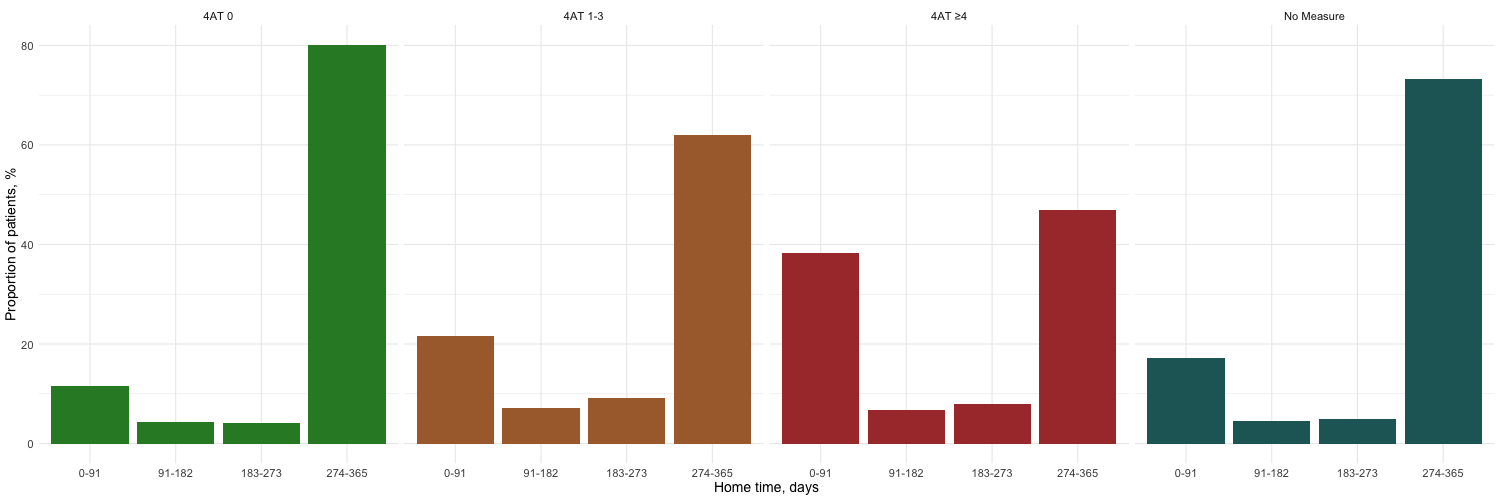 4AT 0
4AT 1-3
4AT ≥4
No Measure
Proportion of patients, %
80
60
40
20
0
0-91 91-182 183-273 274-365
0-91 91-182 183-273 274-365
0-91 91-182 183-273 274-365
0-91 91-182 183-273 274-365
Home time, days